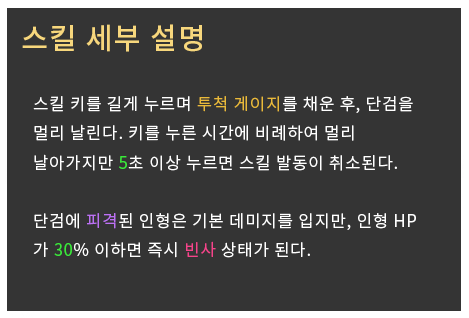 스킬 세부 설명
스킬 키를 길게 누르며 투척 게이지를 채운 후, 단검을
멀리 날린다. 키를 누른 시간에 비례하여 멀리
날아가지만 5초 이상 누르면 스킬 발동이 취소된다.
단검에 피격된 인형은 기본 데미지를 입지만, 인형 HP
가 30% 이하면 즉시 빈사 상태가 된다.